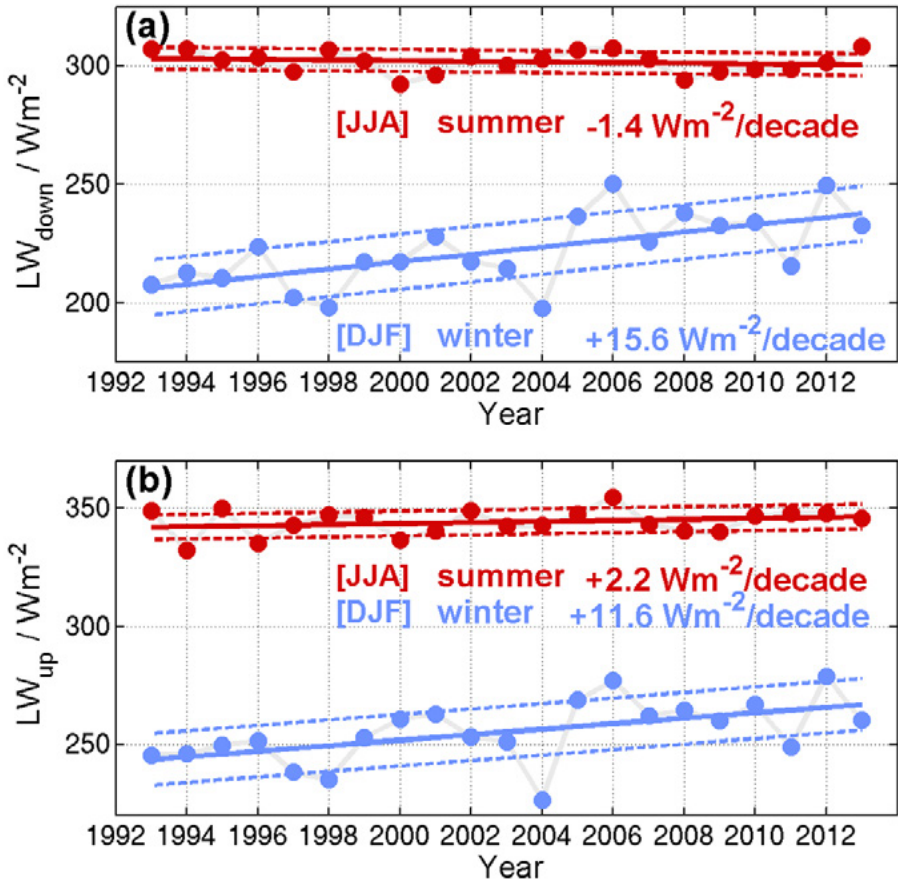 (a)
300
250
200
LW_down / Wm^-2
[JJA] summer -1.4 Wm^-2/decade
[DJF] winter +15.6 Wm^-2/decade
1992 1994 1996 1998 2000 2002 2004 2006 2008 2010 2012
Year
(b)
350
300
250
LW_up / Wm^-2
[JJA] summer +2.2 Wm^-2/decade
[DJF] winter +11.6 Wm^-2/decade
1992 1994 1996 1998 2000 2002 2004 2006 2008 2010 2012
Year